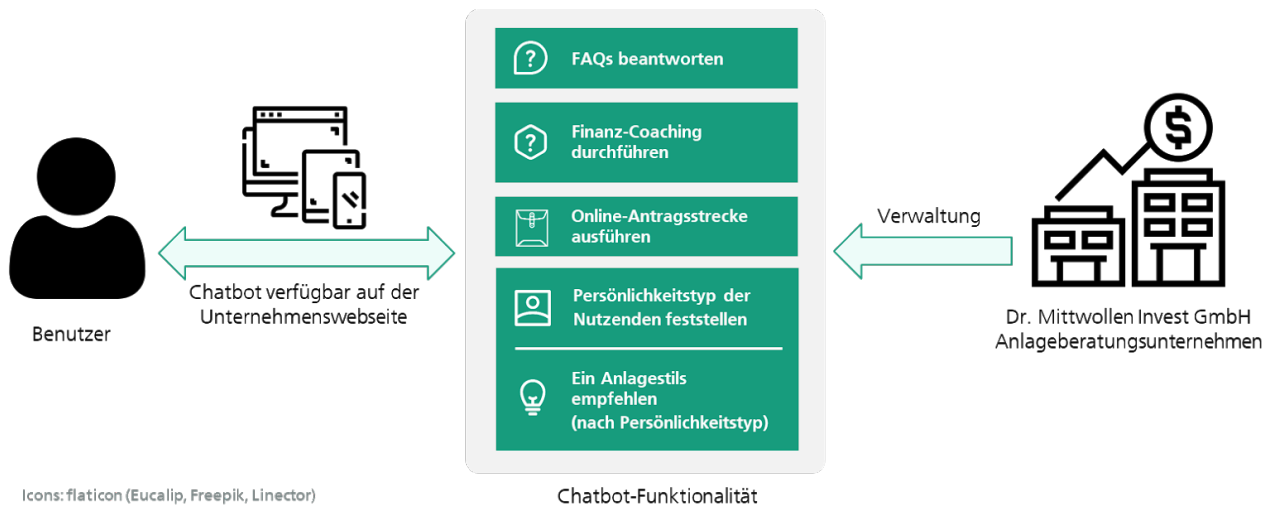 FAQs beantworten
Finanz-Coaching
durchführen
Online-Antragsstrecke
ausführen
Persönlichkeitstyp der
Nutzenden feststellen
Ein Anlagestils
empfehlen
(nach Persönlichkeitstyp)
Chatbot verfügbar auf der
Unternehmenswebseite
Benutzer
Verwaltung
Dr. Mittwollen Invest GmbH
Anlageberatungsunternehmen
Icons: flaticon (Eucalip, Freepik, Linector)
Chatbot-Funktionalität